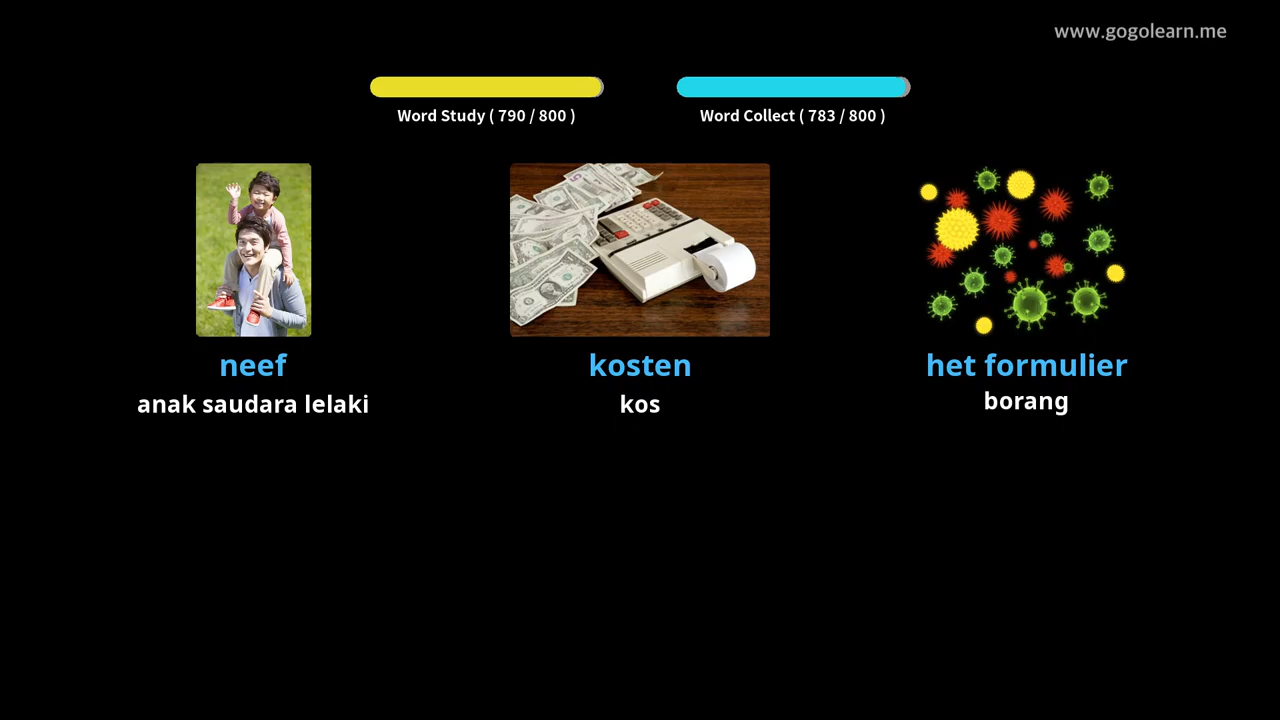 www.gogolearn.me
Word Study ( 790 / 800 )
Word Collect ( 783 / 800 )
neef
anak saudara lelaki
kosten
kos
het formulier
borang